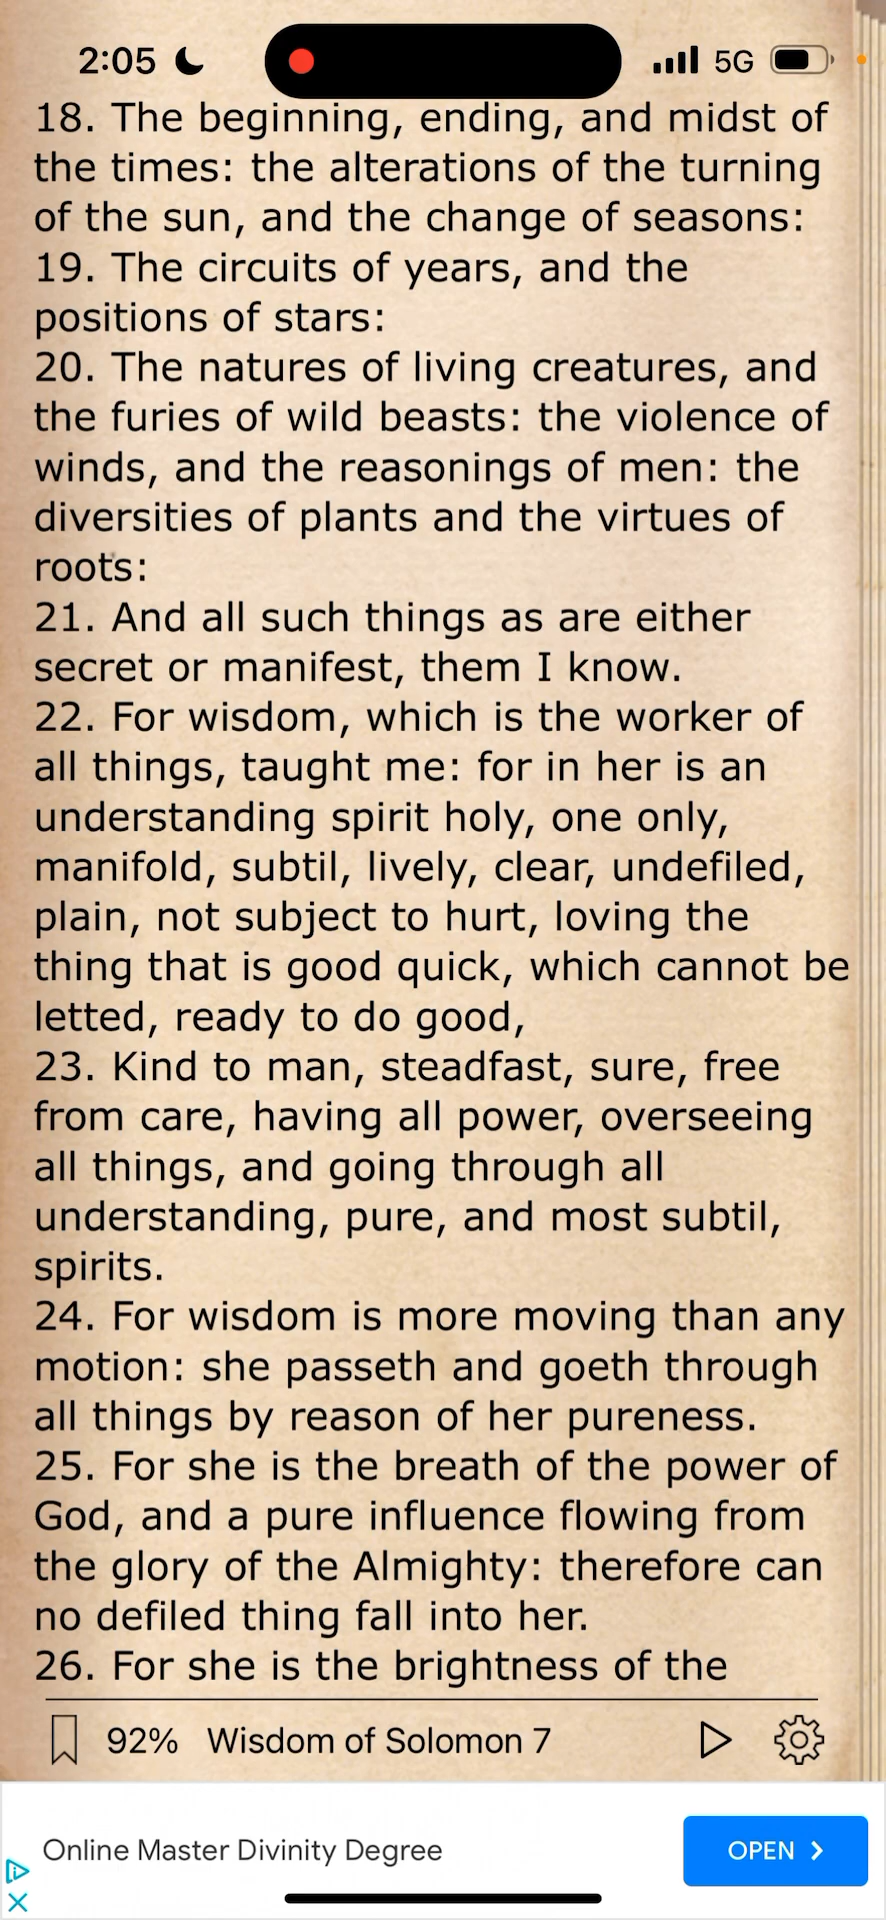 2:05
5G
18. The beginning, ending, and midst of
the times: the alterations of the turning
of the sun, and the change of seasons:
19. The circuits of years, and the
positions of stars:
20. The natures of living creatures, and
the furies of wild beasts: the violence of
winds, and the reasonings of men: the
diversities of plants and the virtues of
roots:
21. And all such things as are either
secret or manifest, them I know.
22. For wisdom, which is the worker of
all things, taught me: for in her is an
understanding spirit holy, one only,
manifold, subtil, lively, clear, undefiled,
plain, not subject to hurt, loving the
thing that is good quick, which cannot be
letted, ready to do good,
23. Kind to man, steadfast, sure, free
from care, having all power, overseeing
all things, and going through all
understanding, pure, and most subtil,
spirits.
24. For wisdom is more moving than any
motion: she passeth and goeth through
all things by reason of her pureness.
25. For she is the breath of the power of
God, and a pure influence flowing from
the glory of the Almighty: therefore can
no defiled thing fall into her.
26. For she is the brightness of the
92% Wisdom of Solomon 7
Online Master Divinity Degree
OPEN